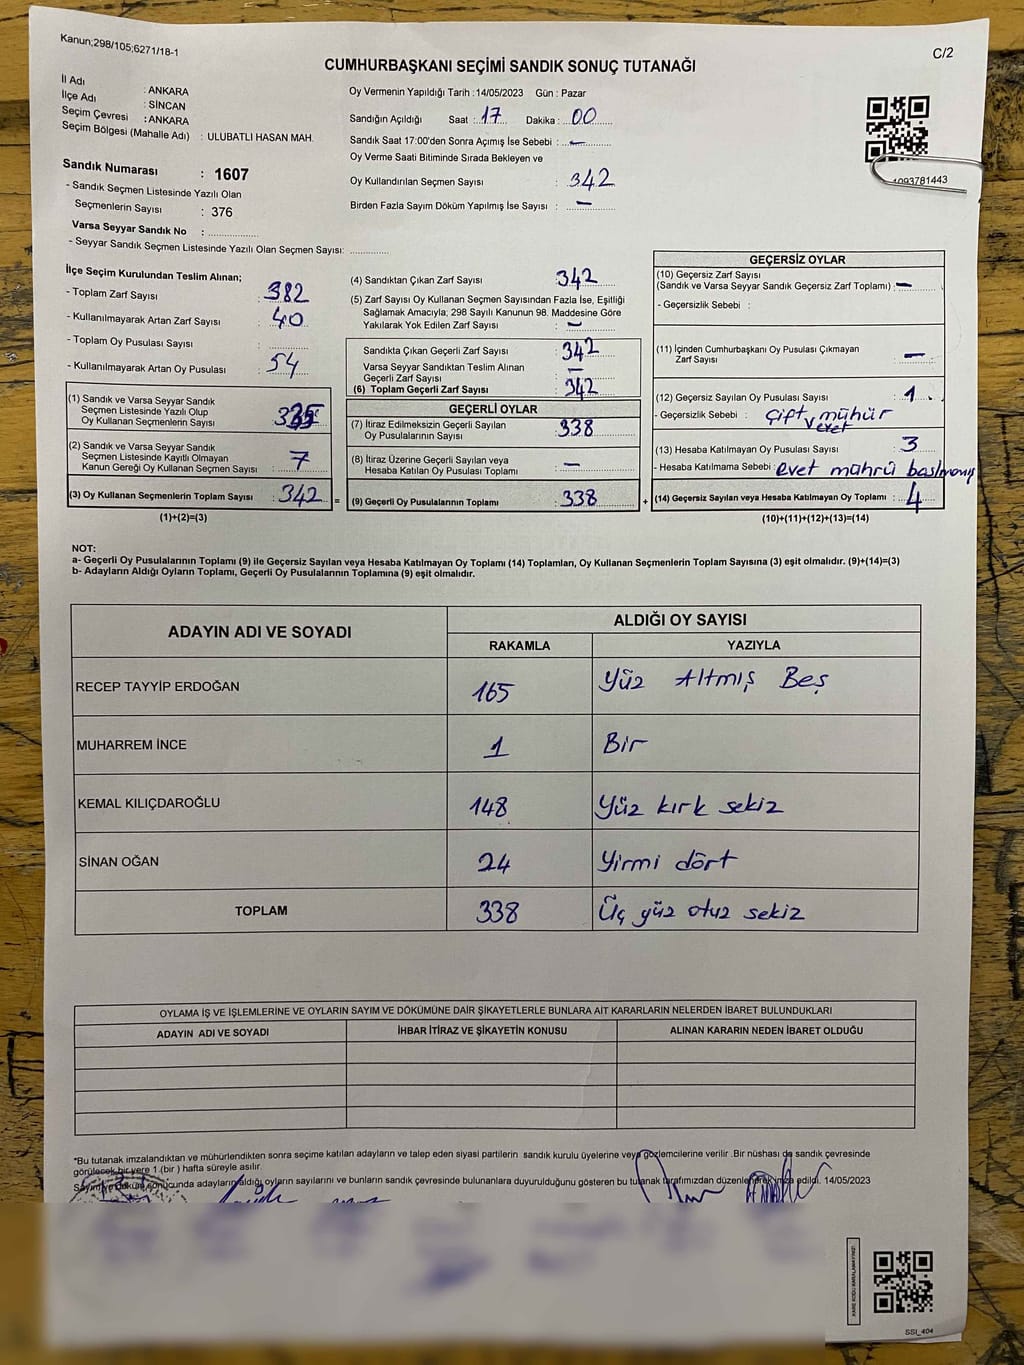 Kanun;298/105;6271/18-1
C/2
CUMHURBAŞKANI SEÇİMİ SANDIK SONUÇ TUTANAĞI
İl Adı : ANKARA
İlçe Adı : SİNCAN
Seçim Çevresi : ANKARA
Seçim Bölgesi (Mahalle Adı) : ULUBATLI HASAN MAH.
Sandık Numarası : 1607
- Sandık Seçmen Listesinde Yazılı Olan
Seçmenlerin Sayısı : 376
Varsa Seyyar Sandık No : ..............
- Seyyar Sandık Seçmen Listesinde Yazılı Olan Seçmen Sayısı: ............
Oy Vermenin Yapıldığı Tarih :14/05/2023 Gün : Pazar
Sandığın Açıldığı Saat : 17 Dakika : 00
Sandık Saat 17:00'den Sonra Açımış İse Sebebi : —
Oy Verme Saati Bitiminde Sırada Bekleyen ve
Oy Kullandırılan Seçmen Sayısı : 342
Birden Fazla Sayım Döküm Yapılmış İse Sayısı : —
1093781443
İlçe Seçim Kurulundan Teslim Alınan;
- Toplam Zarf Sayısı : 382
- Kullanılmayarak Artan Zarf Sayısı : 40
- Toplam Oy Pusulası Sayısı : ............
- Kullanılmayarak Artan Oy Pusulası : 54
(1) Sandık ve Varsa Seyyar Sandık
Seçmen Listesinde Yazılı Olup
Oy Kullanan Seçmenlerin Sayısı : 335
(2) Sandık ve Varsa Seyyar Sandık
Seçmen Listesinde Kayıtlı Olmayan
Kanun Gereği Oy Kullanan Seçmen Sayısı : 7
(3) Oy Kullanan Seçmenlerin Toplam Sayısı : 342 =
(1)+(2)=(3)
(4) Sandıktan Çıkan Zarf Sayısı : 342
(5) Zarf Sayısı Oy Kullanan Seçmen Sayısından Fazla İse, Eşitliği
Sağlamak Amacıyla; 298 Sayılı Kanunun 98. Maddesine Göre
Yakılarak Yok Edilen Zarf Sayısı : —
Sandıkta Çıkan Geçerli Zarf Sayısı : 342
Varsa Seyyar Sandıktan Teslim Alınan
Geçerli Zarf Sayısı : —
(6) Toplam Geçerli Zarf Sayısı : 342
GEÇERLİ OYLAR
(7) İtiraz Edilmeksizin Geçerli Sayılan
Oy Pusulalarının Sayısı : 338
(8) İtiraz Üzerine Geçerli Sayılan veya
Hesaba Katılan Oy Pusulası Toplamı : —
(9) Geçerli Oy Pusulalarının Toplamı : 338 +
GEÇERSİZ OYLAR
(10) Geçersiz Zarf Sayısı
(Sandık ve Varsa Seyyar Sandık Geçersiz Zarf Toplamı) : —
- Geçersizlik Sebebi :
(11) İçinden Cumhurbaşkanı Oy Pusulası Çıkmayan
Zarf Sayısı : —
(12) Geçersiz Sayılan Oy Pusulası Sayısı : 1
- Geçersizlik Sebebi : Çift evet mühür
(13) Hesaba Katılmayan Oy Pusulası Sayısı : 3
- Hesaba Katılmama Sebebi : evet mührü basılmamış
(14) Geçersiz Sayılan veya Hesaba Katılmayan Oy Toplamı : 4
(10)+(11)+(12)+(13)=(14)
NOT:
a- Geçerli Oy Pusulalarının Toplamı (9) ile Geçersiz Sayılan veya Hesaba Katılmayan Oy Toplamı (14) Toplamları, Oy Kullanan Seçmenlerin Toplam Sayısına (3) eşit olmalıdır. (9)+(14)=(3)
b- Adayların Aldığı Oyların Toplamı, Geçerli Oy Pusulalarının Toplamına (9) eşit olmalıdır.
ADAYIN ADI VE SOYADI
ALDIĞI OY SAYISI
RAKAMLA YAZIYLA
RECEP TAYYİP ERDOĞAN 165 Yüz Altmış Beş
MUHARREM İNCE 1 Bir
KEMAL KILIÇDAROĞLU 148 Yüz kırk sekiz
SİNAN OĞAN 24 Yirmi dört
TOPLAM 338 Üç yüz otuz sekiz
OYLAMA İŞ VE İŞLEMLERİNE VE OYLARIN SAYIM VE DÖKÜMÜNE DAİR ŞİKAYETLERLE BUNLARA AİT KARARLARIN NELERDEN İBARET BULUNDUKLARI
ADAYIN ADI VE SOYADI İHBAR İTİRAZ VE ŞİKAYETİN KONUSU ALINAN KARARIN NEDEN İBARET OLDUĞU
*Bu tutanak imzalandıktan ve mühürlendikten sonra seçime katılan adayların ve talep eden siyasi partilerin sandık kurulu üyelerine veya gözlemcilerine verilir .Bir nüshası da sandık çevresinde
görülecek bir yere 1 (bir ) hafta süreyle asılır.
Sayım ve döküm sonucunda adayların aldığı oyların sayılarını ve bunların sandık çevresinde bulunanlara duyurulduğunu gösteren bu tutanak tarafımızdan düzenlenerek imza edildi. 14/05/2023
SSİ_404